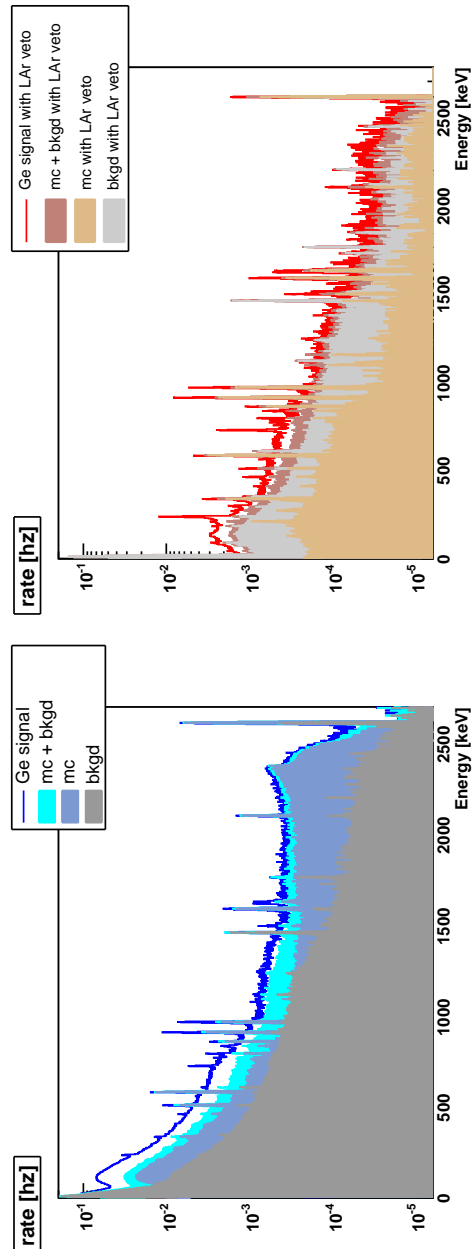 rate [hz]
Ge signal
mc + bkgd
mc
bkgd
10⁻¹
10⁻²
10⁻³
10⁻⁴
10⁻⁵
0
500
1000
1500
2000
2500
Energy [keV]
rate [hz]
Ge signal with LAr veto
mc + bkgd with LAr veto
mc with LAr veto
bkgd with LAr veto
10⁻¹
10⁻²
10⁻³
10⁻⁴
10⁻⁵
0
500
1000
1500
2000
2500
Energy [keV]